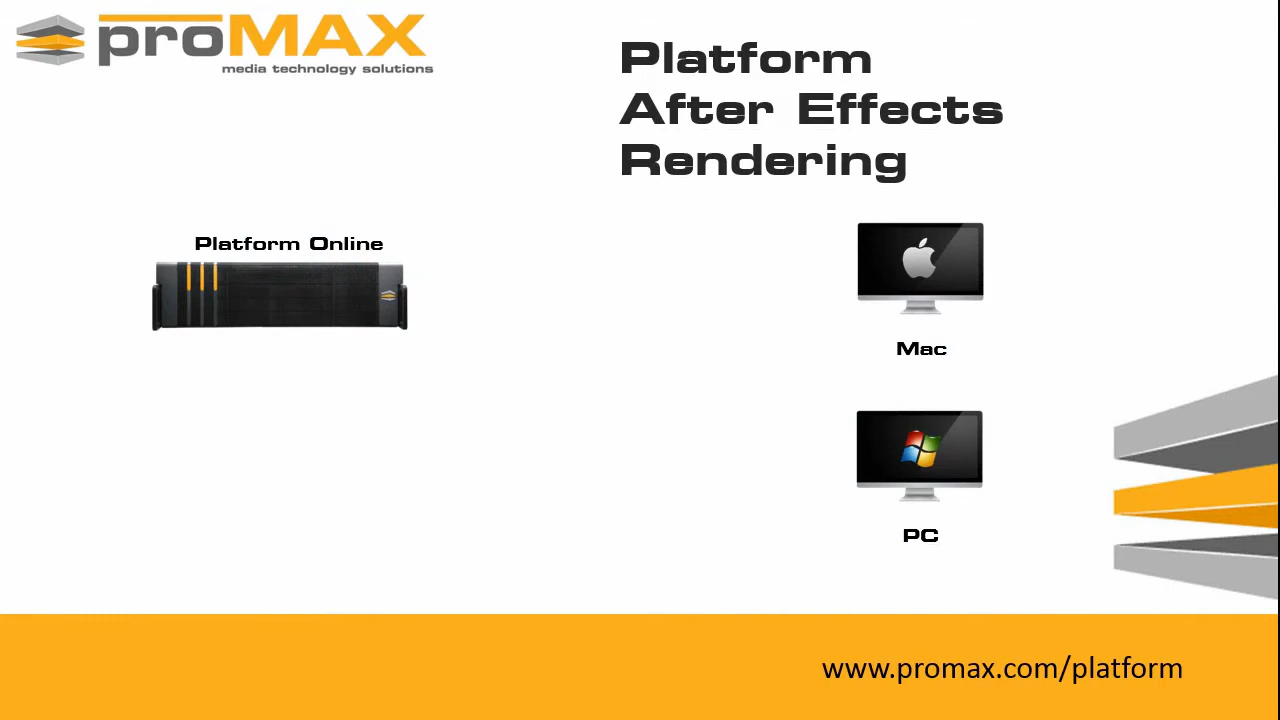 proMAX
media technology solutions
Platform
After Effects
Rendering
Platform Online
Mac
PC
www.promax.com/platform